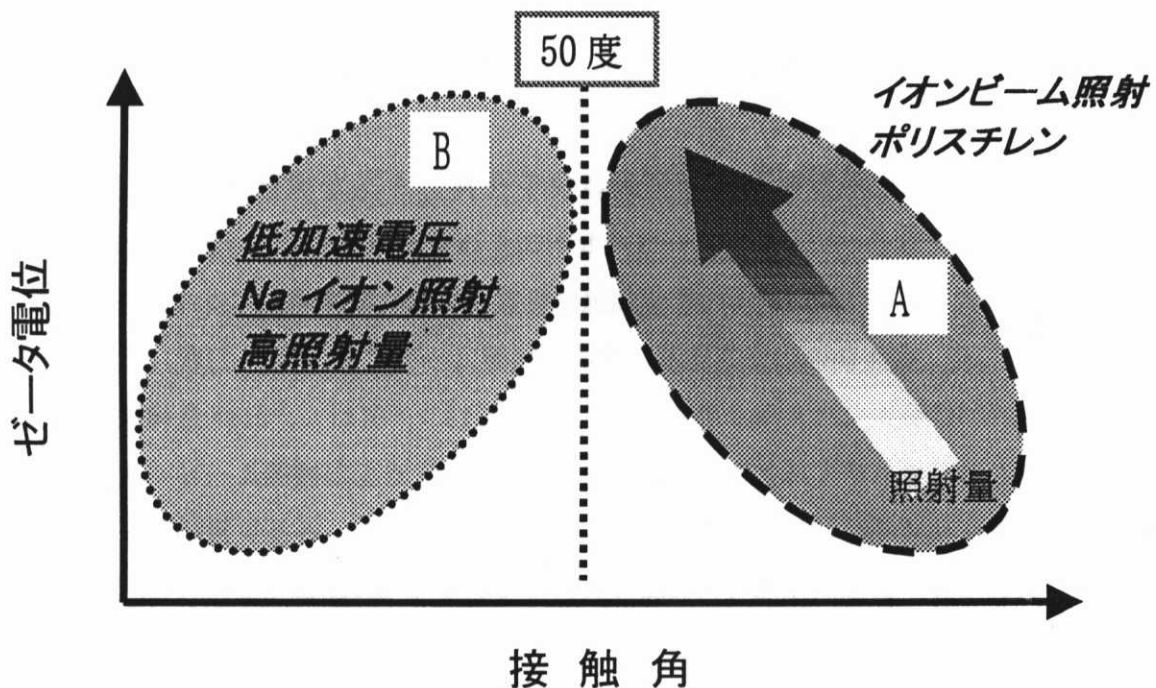 50度
イオンビーム照射
ポリスチレン
B
低加速電圧
Naイオン照射
高照射量
A
照射量
ゼータ電位
接触角